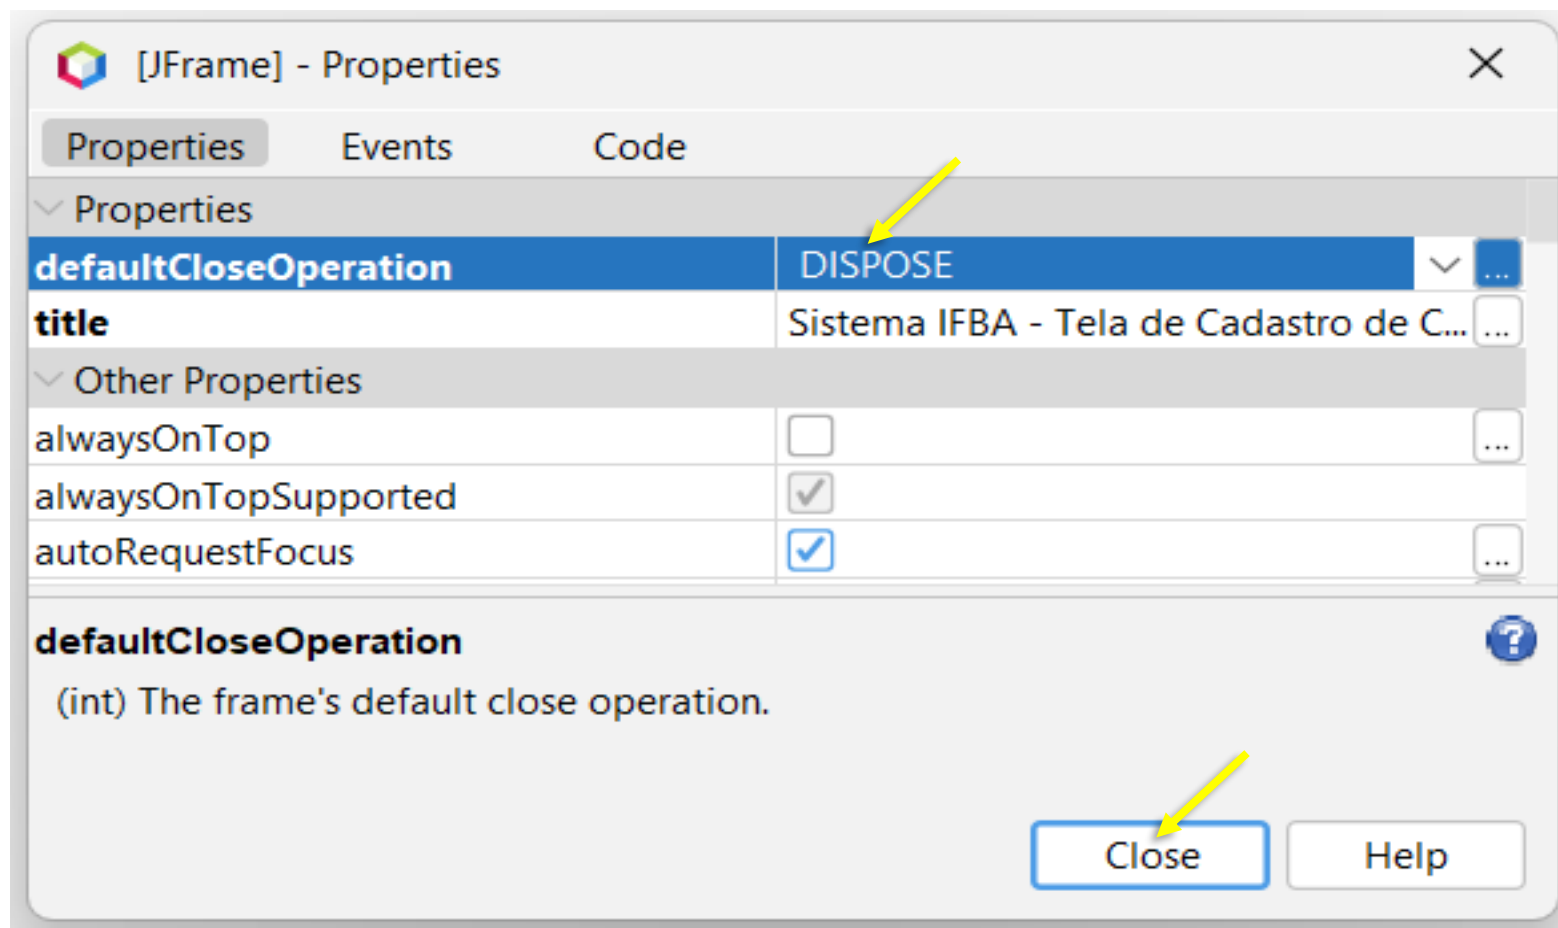 [JFrame] - Properties
Properties Events Code
Properties
defaultCloseOperation DISPOSE ...
title Sistema IFBA - Tela de Cadastro de C... ...
Other Properties
alwaysOnTop ...
alwaysOnTopSupported
autoRequestFocus ...
defaultCloseOperation
(int) The frame's default close operation.
Close Help